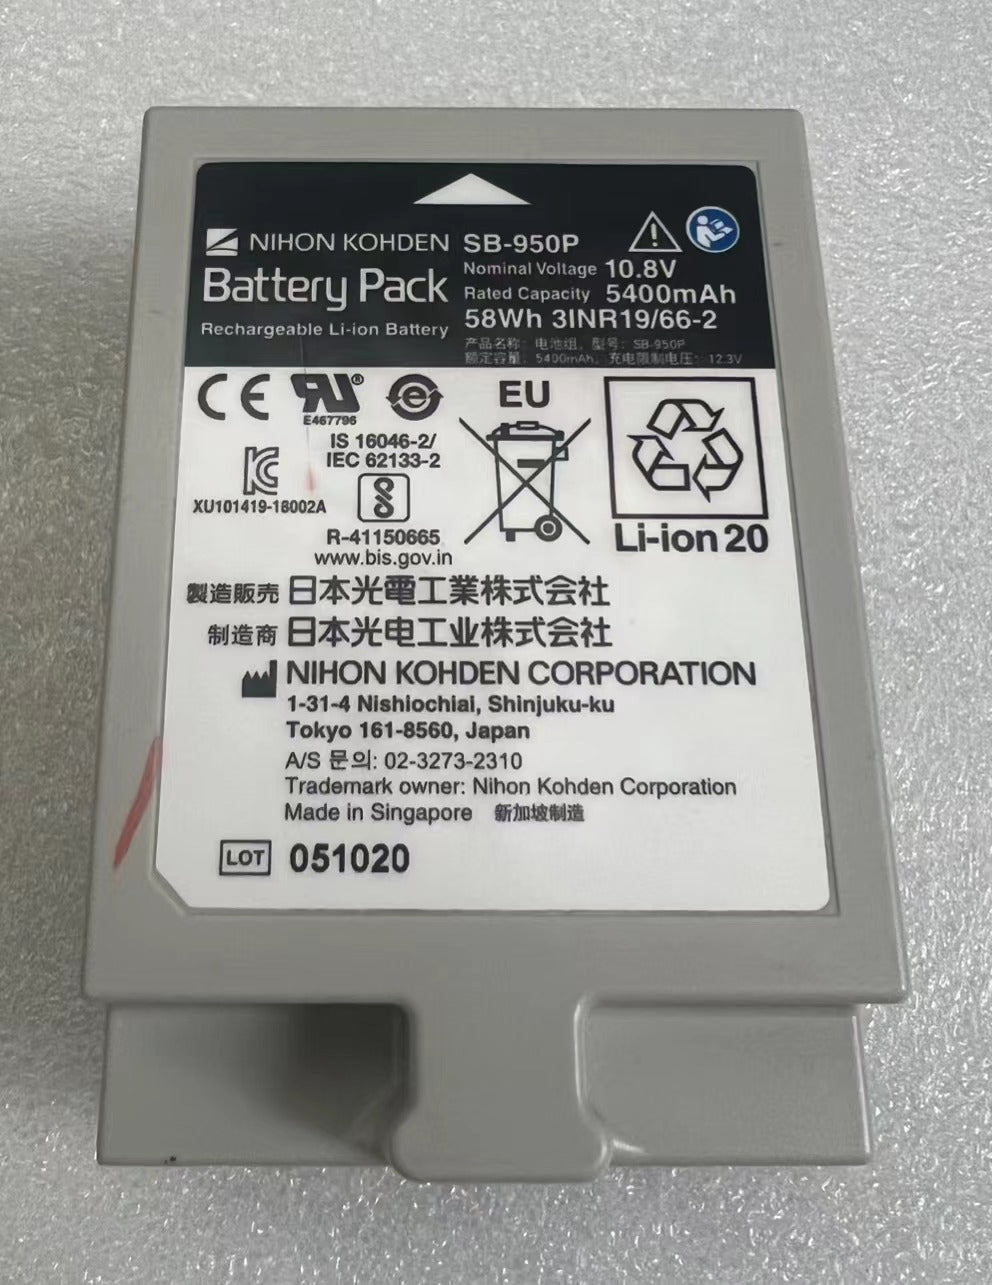 NIHON KOHDEN SB-950P
Battery Pack
Nominal Voltage 10.8V
Rated Capacity 5400mAh
Rechargeable Li-ion Battery
58Wh 3INR19/66-2
产品名称: 电池组, 型号: SB-950P
额定容量: 5400mAh, 充电限制电压: 12.3V
CE
RU®
E467796
e
EU
IS 16046-2/
IEC 62133-2
KC
XU101419-18002A
R-41150665
www.bis.gov.in
Li-ion 20
製造販売 日本光電工業株式会社
制造商 日本光电工业株式会社
NIHON KOHDEN CORPORATION
1-31-4 Nishiochiai, Shinjuku-ku
Tokyo 161-8560, Japan
A/S 문의: 02-3273-2310
Trademark owner: Nihon Kohden Corporation
Made in Singapore 新加坡制造
LOT 051020